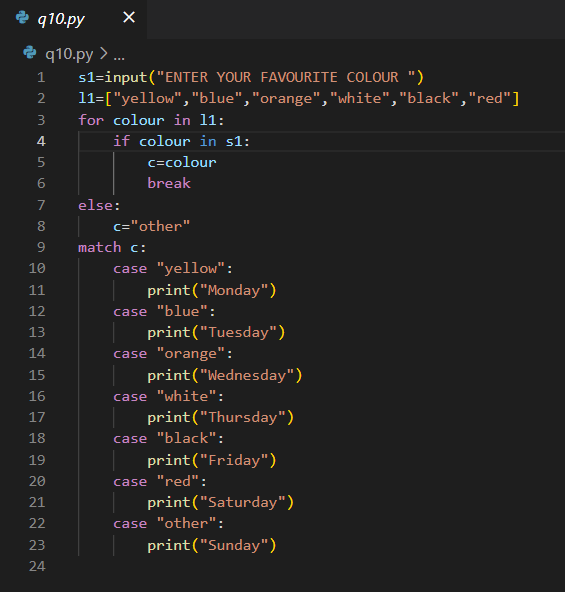 q10.py ×
q10.py > ...
1 s1=input("ENTER YOUR FAVOURITE COLOUR ")
2 l1=["yellow","blue","orange","white","black","red"]
3 for colour in l1:
4     if colour in s1:
5         c=colour
6         break
7 else:
8     c="other"
9 match c:
10     case "yellow":
11         print("Monday")
12     case "blue":
13         print("Tuesday")
14     case "orange":
15         print("Wednesday")
16     case "white":
17         print("Thursday")
18     case "black":
19         print("Friday")
20     case "red":
21         print("Saturday")
22     case "other":
23         print("Sunday")
24